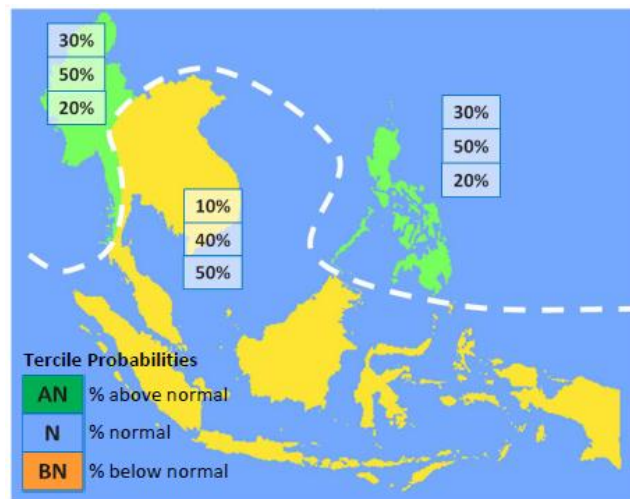 30%
50%
20%
30%
50%
20%
10%
40%
50%
Tercile Probabilities
AN % above normal
N % normal
BN % below normal